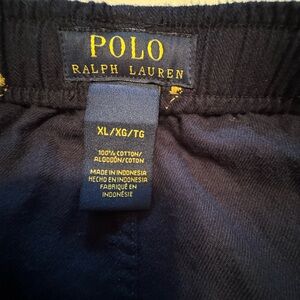 POLO
RALPH LAUREN
XL/XG/TG
100% COTTON/
ALGODÓN/COTON
MADE IN INDONESIA
HECHO EN INDONESIA
FABRIQUÉ EN
INDONÉSIE